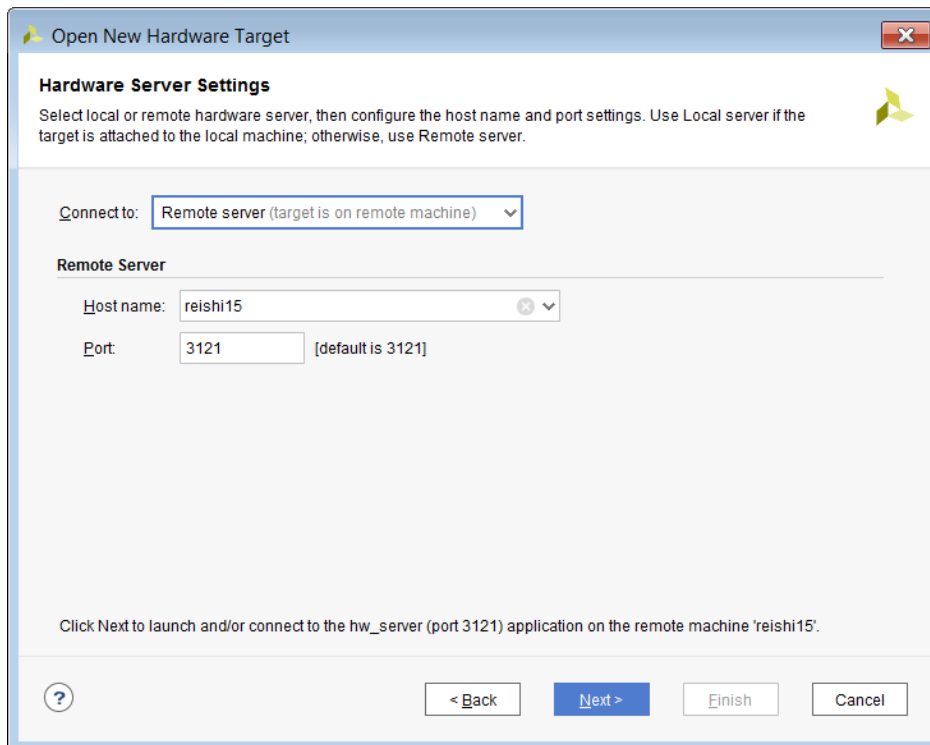 Open New Hardware Target
Hardware Server Settings
Select local or remote hardware server, then configure the host name and port settings. Use Local server if the
target is attached to the local machine; otherwise, use Remote server.
Connect to: Remote server (target is on remote machine)
Remote Server
Host name: reishi15
Port: 3121 [default is 3121]
Click Next to launch and/or connect to the hw_server (port 3121) application on the remote machine 'reishi15'.
? < Back Next > Finish Cancel